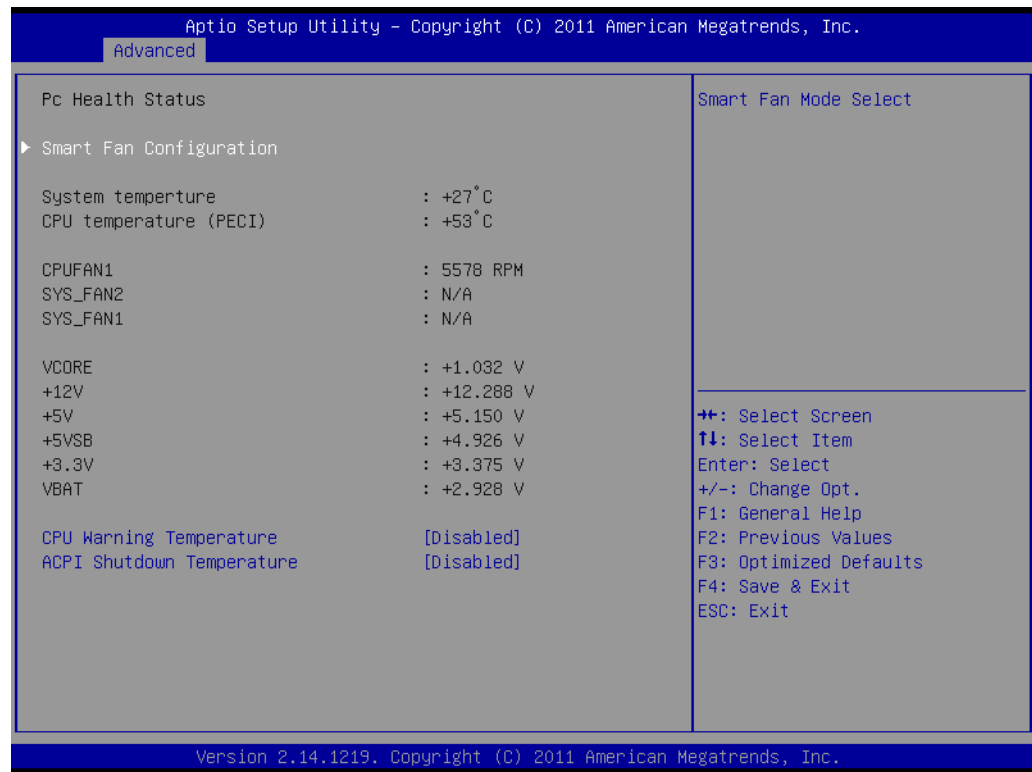 Aptio Setup Utility – Copyright (C) 2011 American Megatrends, Inc.
Advanced
Pc Health Status
Smart Fan Configuration
System temperture : +27°C
CPU temperature (PECI) : +53°C
CPUFAN1 : 5578 RPM
SYS_FAN2 : N/A
SYS_FAN1 : N/A
VCORE : +1.032 V
+12V : +12.288 V
+5V : +5.150 V
+5VSB : +4.926 V
+3.3V : +3.375 V
VBAT : +2.928 V
CPU Warning Temperature [Disabled]
ACPI Shutdown Temperature [Disabled]
Smart Fan Mode Select
→←: Select Screen
↑↓: Select Item
Enter: Select
+/-: Change Opt.
F1: General Help
F2: Previous Values
F3: Optimized Defaults
F4: Save & Exit
ESC: Exit
Version 2.14.1219. Copyright (C) 2011 American Megatrends, Inc.